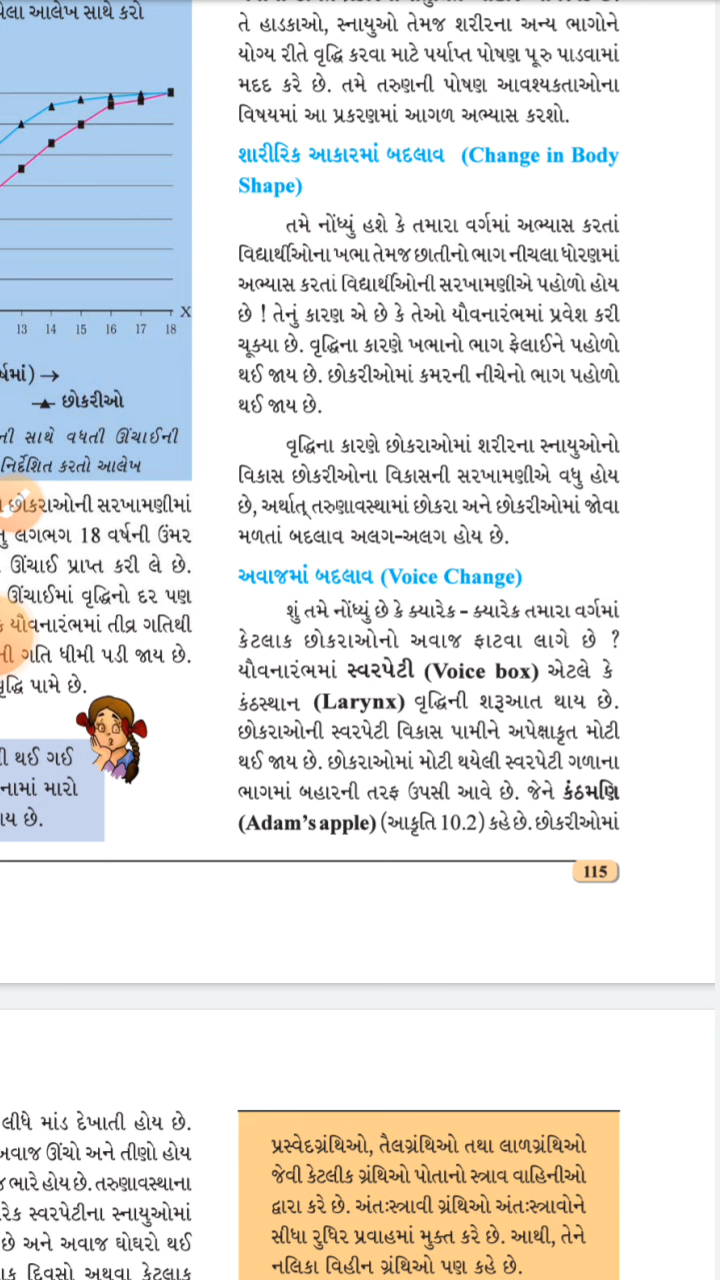 યેલા આલેખ સાથે કરો
13 14 15 16 17 18
X
ર્ષમાં) →
છોકરીઓ
ની સાથે વધતી ઊંચાઈની
નિર્દેશિત કરતો આલેખ
છોકરાઓની સરખામણીમાં
લગભગ 18 વર્ષની ઉંમર
ઊંચાઈ પ્રાપ્ત કરી લે છે.
ઊંચાઈમાં વૃદ્ધિનો દર પણ
કે યૌવનારંભમાં તીવ્ર ગતિથી
ની ગતિ ધીમી પડી જાય છે.
વૃદ્ધિ પામે છે.
ી થઈ ગઈ
નામાં મારો
ાય છે.
તે હાડકાઓ, સ્નાયુઓ તેમજ શરીરના અન્ય ભાગોને
યોગ્ય રીતે વૃદ્ધિ કરવા માટે પર્યાપ્ત પોષણ પૂરુ પાડવામાં
મદદ કરે છે. તમે તરુણની પોષણ આવશ્યકતાઓના
વિષયમાં આ પ્રકરણમાં આગળ અભ્યાસ કરશો.
શારીરિક આકારમાં બદલાવ (Change in Body
Shape)
તમે નોંધ્યું હશે કે તમારા વર્ગમાં અભ્યાસ કરતાં
વિદ્યાર્થીઓના ખભા તેમજ છાતીનો ભાગ નીચલા ધોરણમાં
અભ્યાસ કરતાં વિદ્યાર્થીઓની સરખામણીએ પહોળો હોય
છે ! તેનું કારણ એ છે કે તેઓ યૌવનારંભમાં પ્રવેશ કરી
ચૂક્યા છે. વૃદ્ધિના કારણે ખભાનો ભાગ ફેલાઈને પહોળો
થઈ જાય છે. છોકરીઓમાં કમરની નીચેનો ભાગ પહોળો
થઈ જાય છે.
વૃદ્ધિના કારણે છોકરાઓમાં શરીરના સ્નાયુઓનો
વિકાસ છોકરીઓના વિકાસની સરખામણીએ વધુ હોય
છે, અર્થાત્ તરુણાવસ્થામાં છોકરા અને છોકરીઓમાં જોવા
મળતાં બદલાવ અલગ-અલગ હોય છે.
અવાજમાં બદલાવ (Voice Change)
શું તમે નોંધ્યું છે કે ક્યારેક - ક્યારેક તમારા વર્ગમાં
કેટલાક છોકરાઓનો અવાજ ફાટવા લાગે છે ?
યૌવનારંભમાં સ્વરપેટી (Voice box) એટલે કે
કંઠસ્થાન (Larynx) વૃદ્ધિની શરૂઆત થાય છે.
છોકરાઓની સ્વરપેટી વિકાસ પામીને અપેક્ષાકૃત મોટી
થઈ જાય છે. છોકરાઓમાં મોટી થયેલી સ્વરપેટી ગળાના
ભાગમાં બહારની તરફ ઉપસી આવે છે. જેને કંઠમણિ
(Adam's apple) (આકૃતિ 10.2) કહે છે. છોકરીઓમાં
115
લીધે માંડ દેખાતી હોય છે.
અવાજ ઊંચો અને તીણો હોય
ભારે હોય છે. તરુણાવસ્થાના
રેક સ્વરપેટીના સ્નાયુઓમાં
છે અને અવાજ ઘોઘરો થઈ
ાક દિવસો અથવા કેટલાક
પ્રસ્વેદગ્રંથિઓ, તૈલગ્રંથિઓ તથા લાળગ્રંથિઓ
જેવી કેટલીક ગ્રંથિઓ પોતાનો સ્ત્રાવ વાહિનીઓ
દ્વારા કરે છે. અંતઃસ્ત્રાવી ગ્રંથિઓ અંતઃસ્ત્રાવોને
સીધા રુધિર પ્રવાહમાં મુક્ત કરે છે. આથી, તેને
નલિકા વિહીન ગ્રંથિઓ પણ કહે છે.